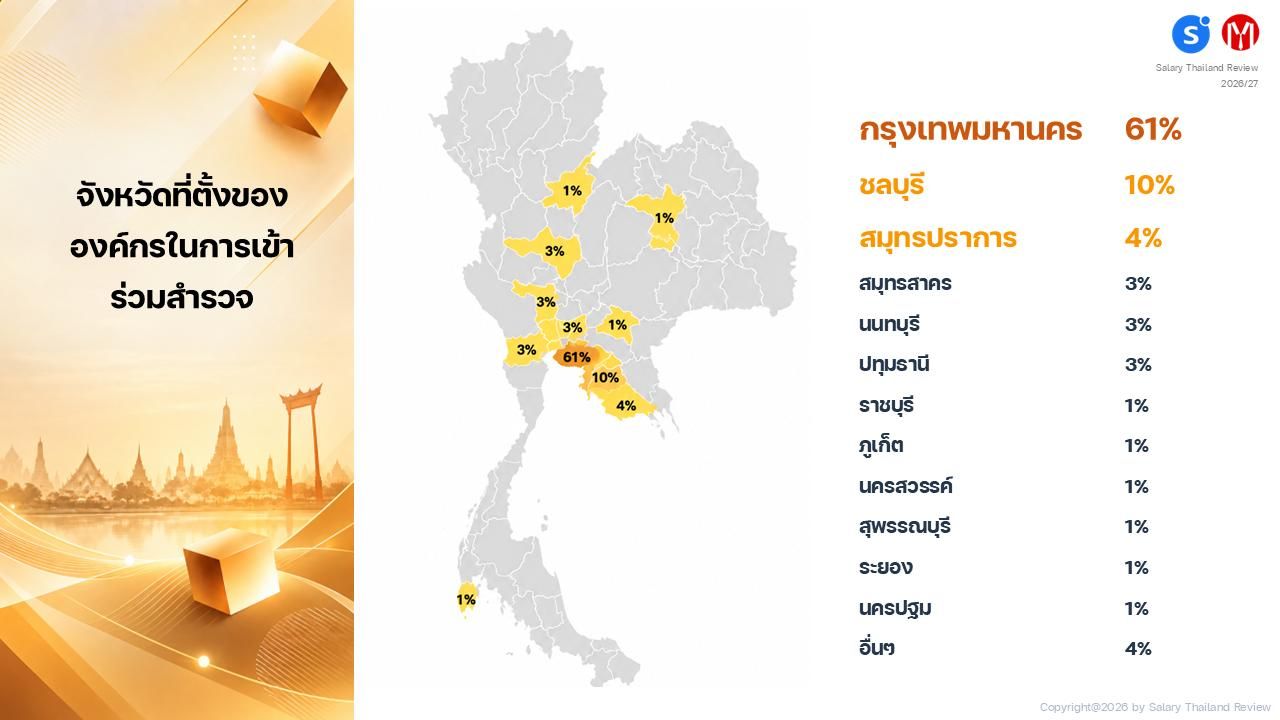 จังหวัดที่ตั้งของ
องค์กรในการเข้า
ร่วมสำรวจ
1%
1%
3%
3%
3%
1%
3%
61%
10%
4%
1%
S
Salary Thailand Review
2026/27
กรุงเทพมหานคร 61%
ชลบุรี 10%
สมุทรปราการ 4%
สมุทรสาคร 3%
นนทบุรี 3%
ปทุมธานี 3%
ราชบุรี 1%
ภูเก็ต 1%
นครสวรรค์ 1%
สุพรรณบุรี 1%
ระยอง 1%
นครปฐม 1%
อื่นๆ 4%
Copyright@2026 by Salary Thailand Review